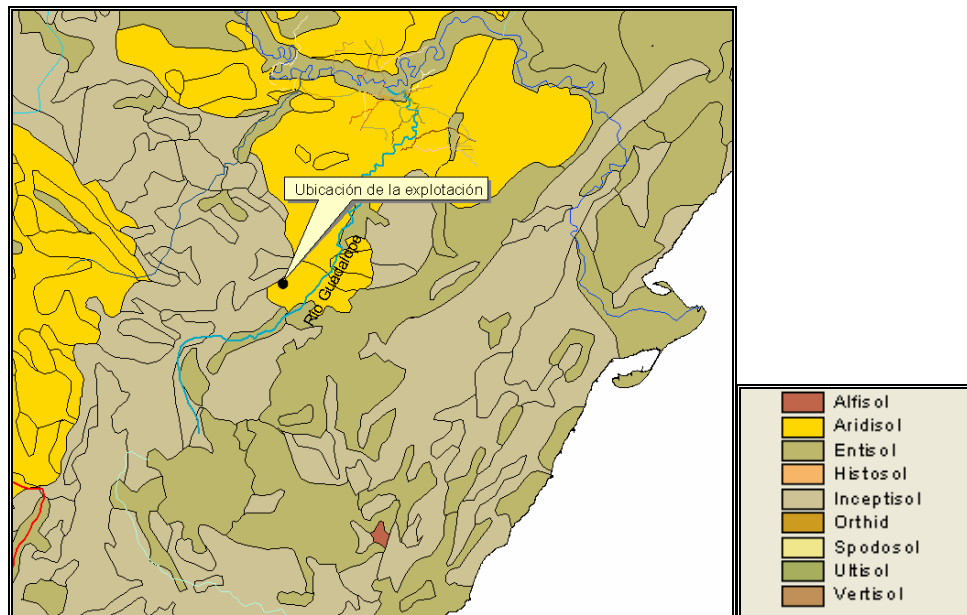 Ubicación de la explotación
Río Guadalope
Alfisol
Aridisol
Entisol
Histosol
Inceptisol
Orthid
Spodosol
Ultisol
Vertisol